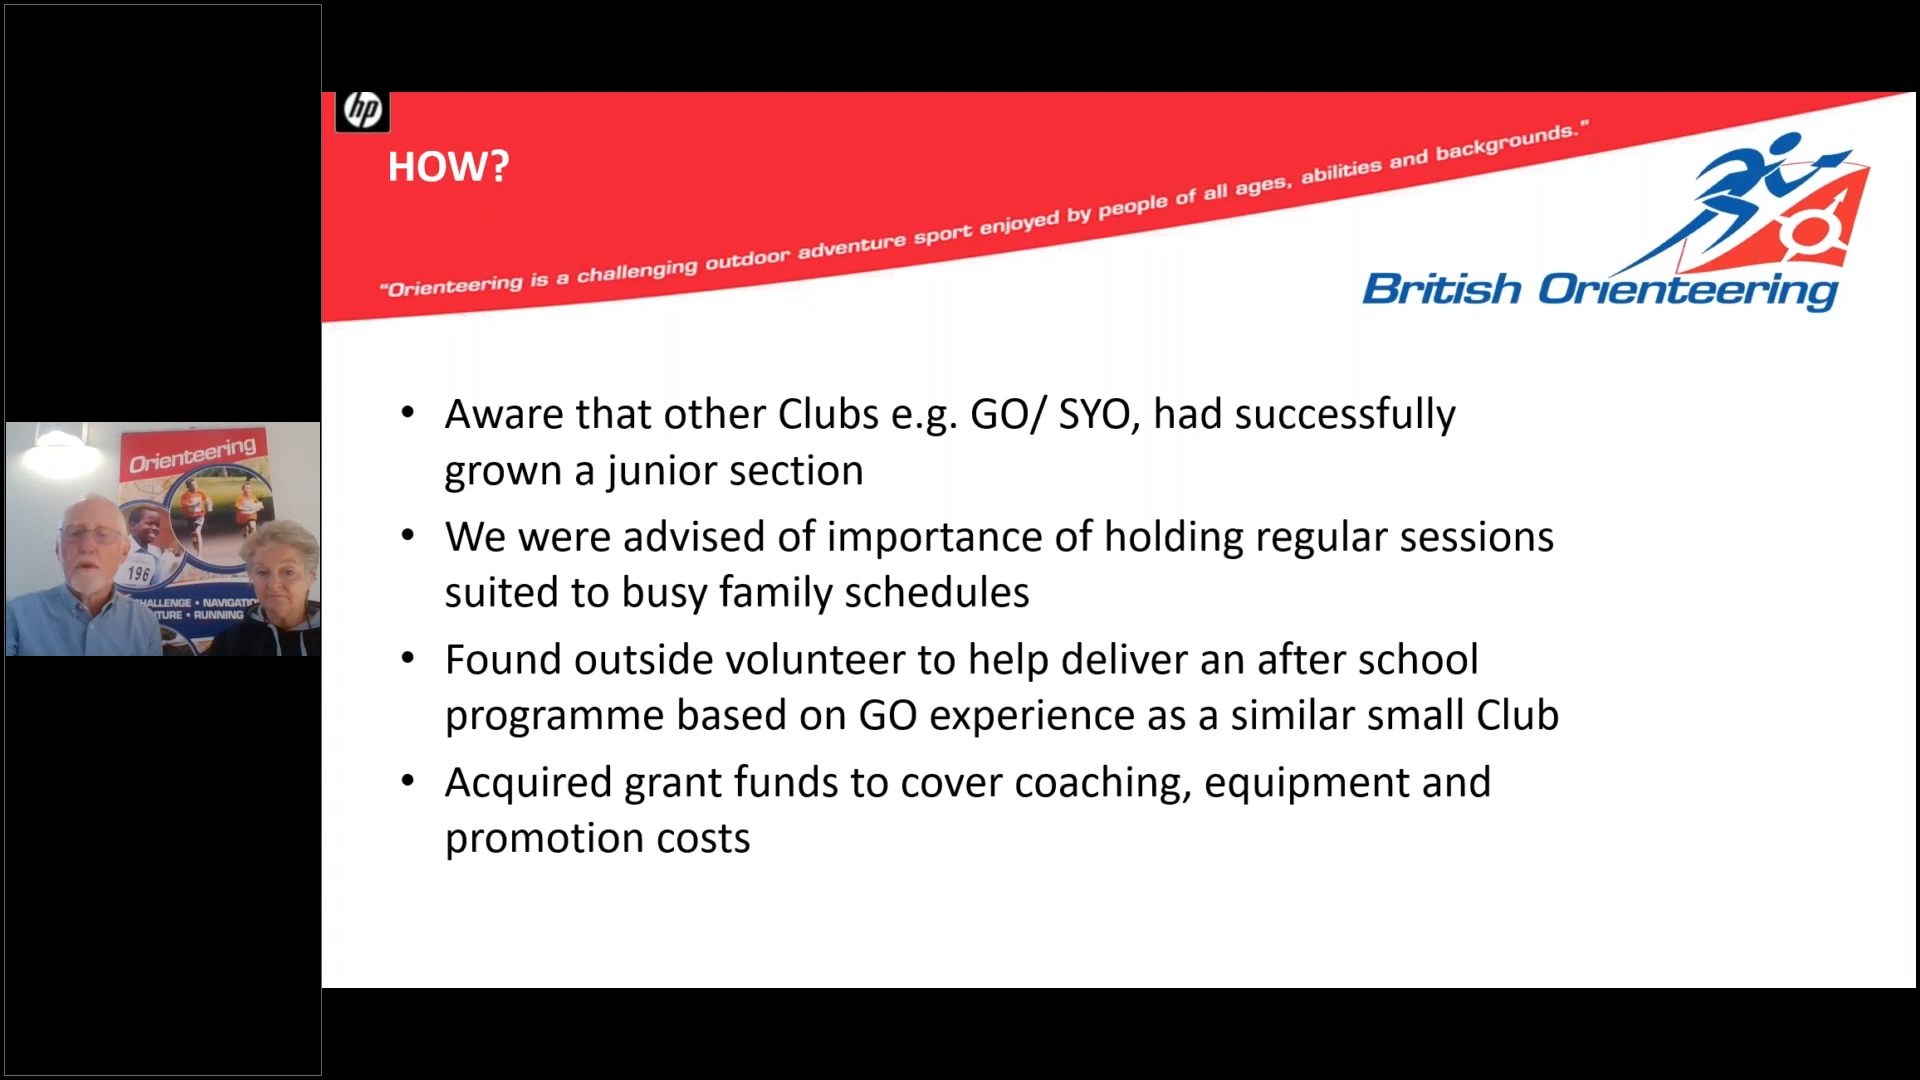 hp
HOW?
“Orienteering is a challenging outdoor adventure sport enjoyed by people of all ages, abilities and backgrounds.”
British Orienteering
• Aware that other Clubs e.g. GO/ SYO, had successfully
grown a junior section
• We were advised of importance of holding regular sessions
suited to busy family schedules
• Found outside volunteer to help deliver an after school
programme based on GO experience as a similar small Club
• Acquired grant funds to cover coaching, equipment and
promotion costs
Orienteering
196
HALLENGE • NAVIGATIO
TURE • RUNNING